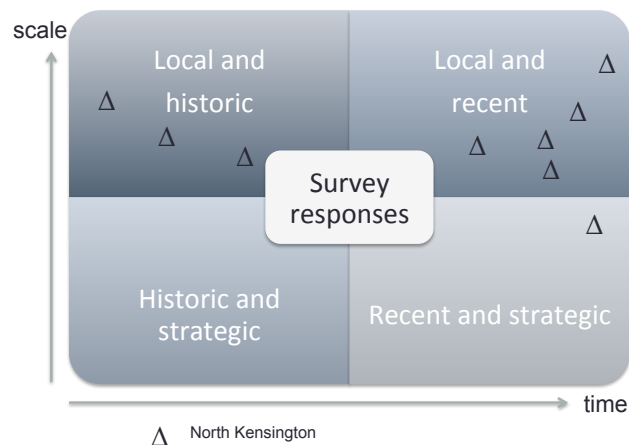 scale
Local and
historic
Δ
Δ
Δ
Local and
recent
Δ
Δ
Δ
Δ
Δ
Survey
responses
Δ
Historic and
strategic
Recent and strategic
time
Δ North Kensington